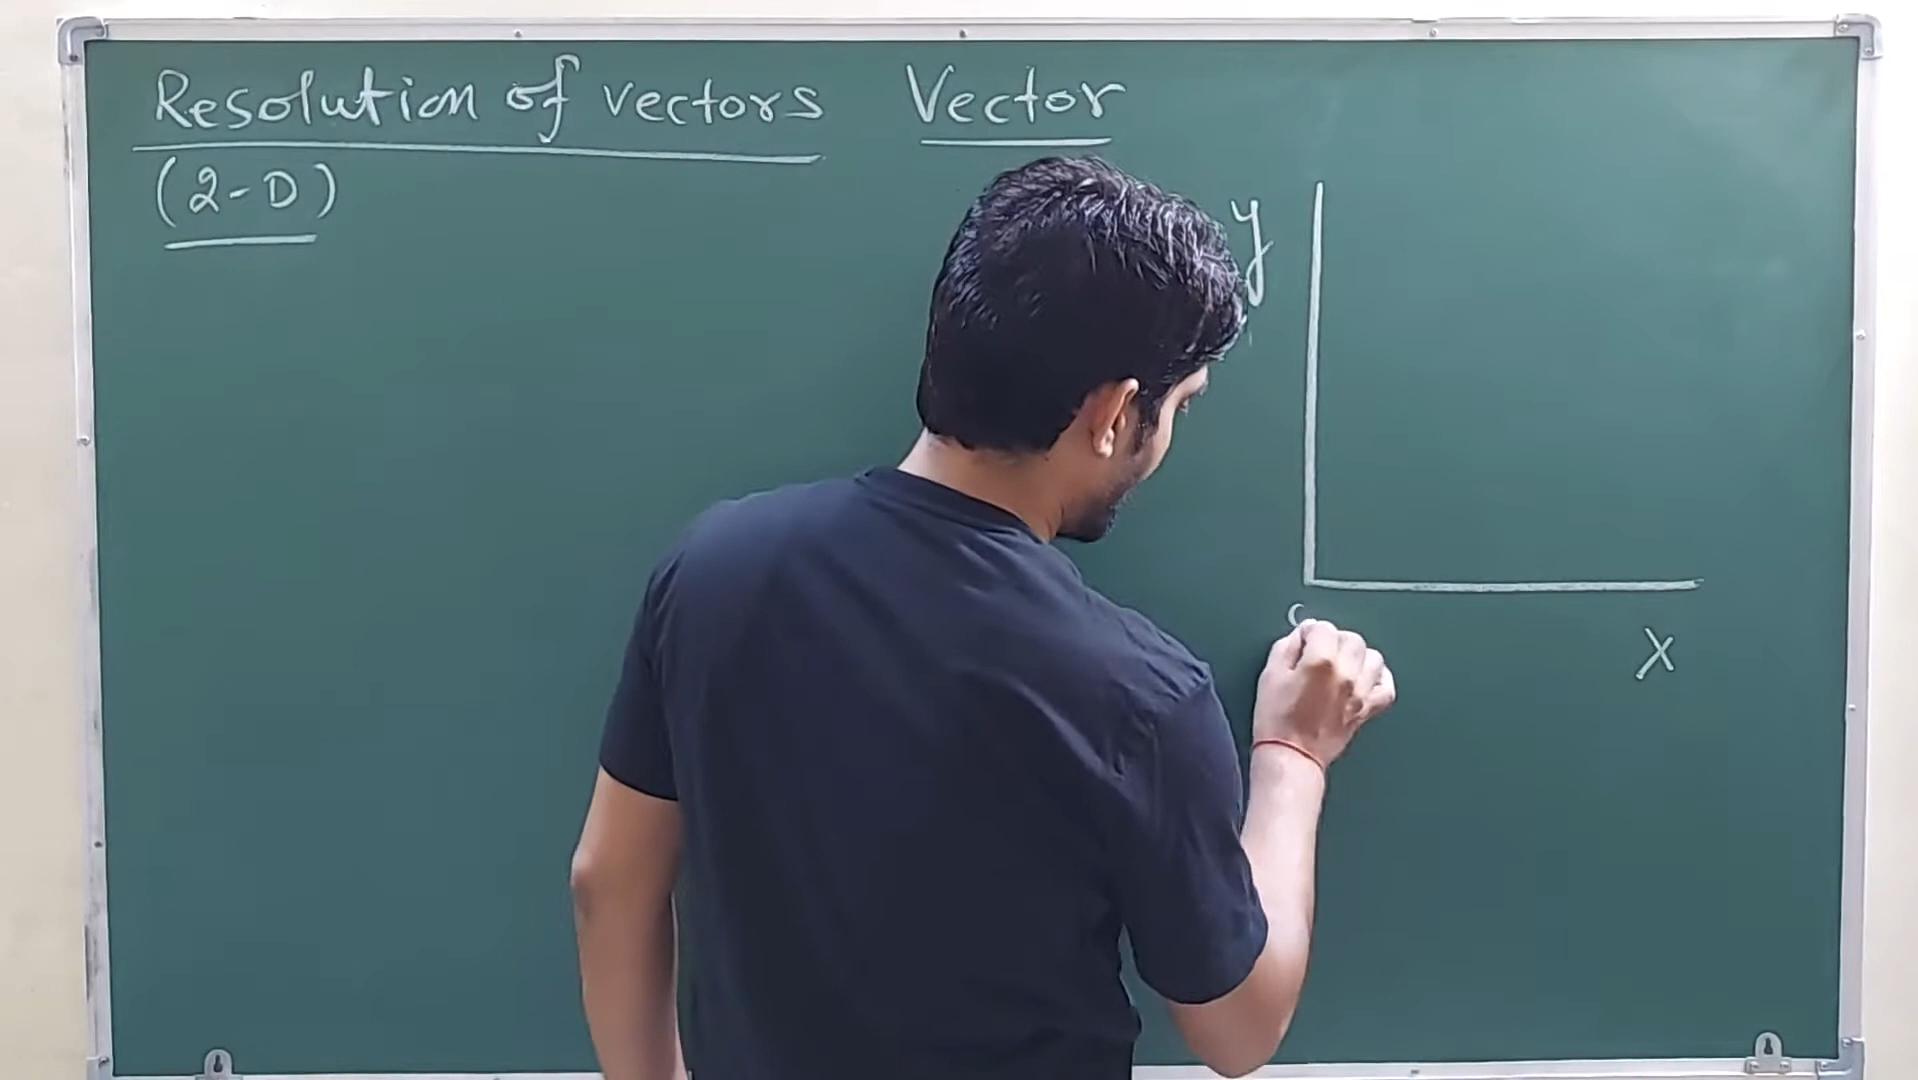 Resolution of vectors Vector
(2-D)
y
X